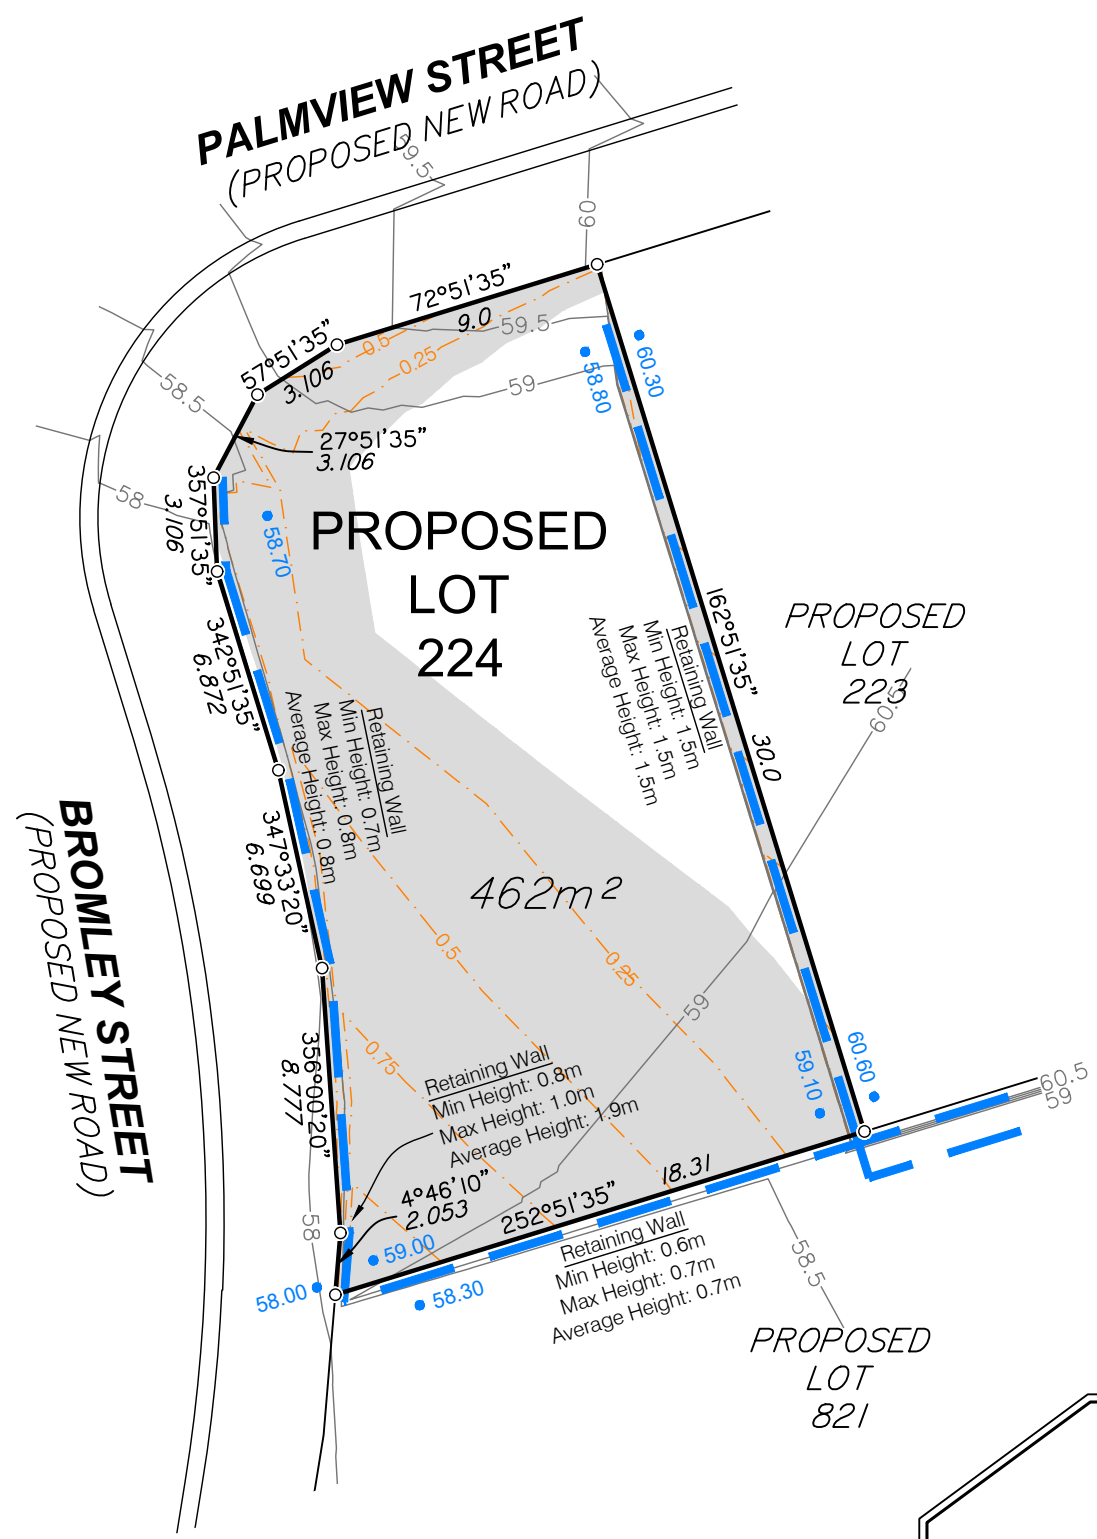 PALMVIEW STREET
(PROPOSED NEW ROAD)
59.5
60
72°51'35"
9.0
0.5
0.25
59.5
59
57°51'35"
3.106
58.5
27°51'35"
3.106
58
357°51'35"
3.106
60.30
58.80
58.70
PROPOSED
LOT
224
342°51'35"
6.872
162°51'35"
30.0
Retaining Wall
Min Height: 1.5m
Max Height: 1.5m
Average Height: 1.5m
PROPOSED
LOT
223
60.5
Retaining Wall
Min Height: 0.7m
Max Height: 0.8m
Average Height: 0.8m
347°33'20"
6.699
BROMLEY STREET
(PROPOSED NEW ROAD)
462m²
0.5
0.25
59
0.75
356°00'20"
8.777
Retaining Wall
Min Height: 0.8m
Max Height: 1.0m
Average Height: 1.9m
59.10
60.60
60.5
59
4°46'10"
2.053
252°51'35"
18.31
58
59.00
58.00
58.30
Retaining Wall
Min Height: 0.6m
Max Height: 0.7m
Average Height: 0.7m
58.5
PROPOSED
LOT
821